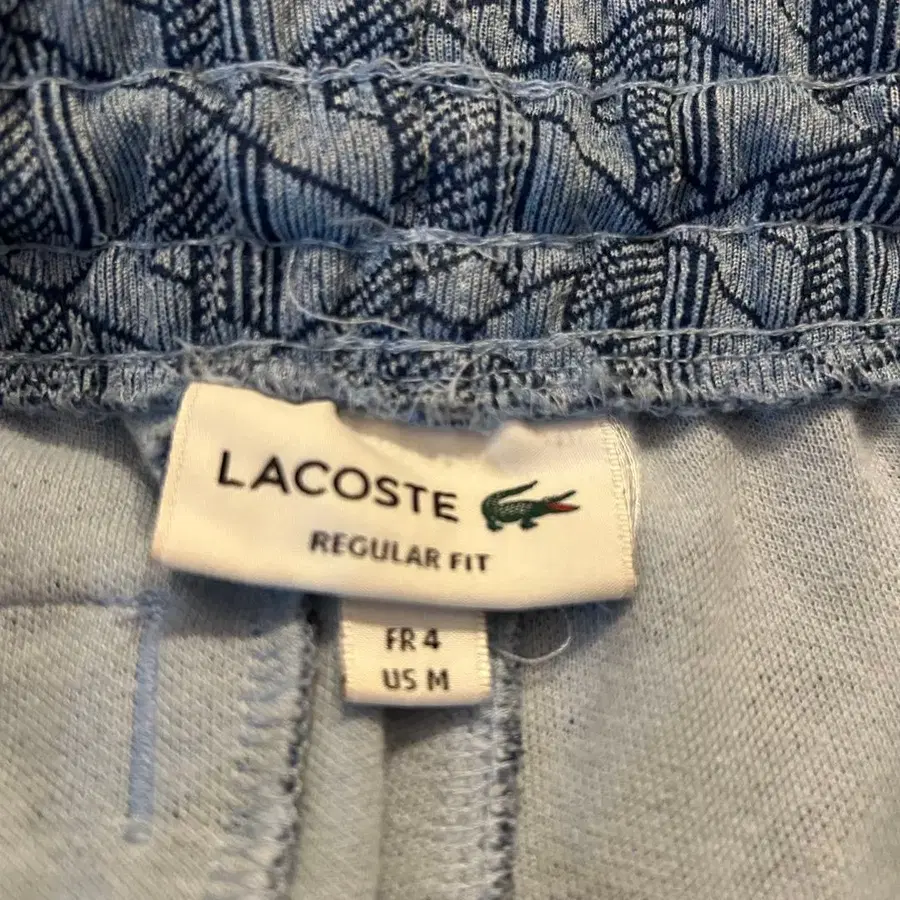 LACOSTE
REGULAR FIT
FR 4
US M